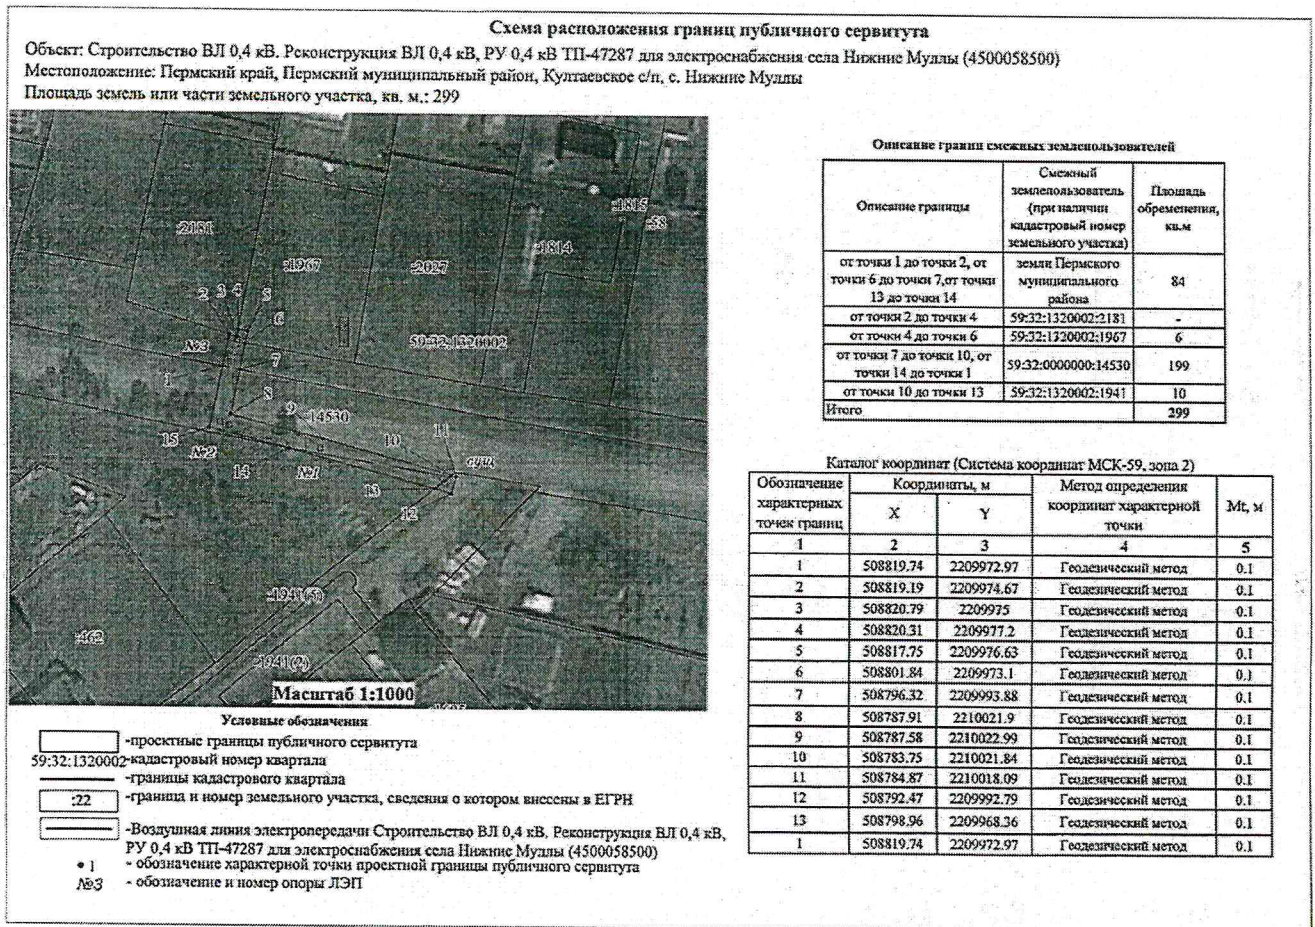 Схема расположения границ публичного сервитута
Объект: Строительство ВЛ 0,4 кВ. Реконструкция ВЛ 0,4 кВ, РУ 0,4 кВ ТП-47287 для электроснабжения села Нижние Муллы (4500058500)
Местоположение: Пермский край, Пермский муниципальный район, Култаевское с/п, с. Нижние Муллы
Площадь земель или части земельного участка, кв. м.: 299
:1815
:58
:2181
:1814
:1967
:2027
2 3 4 5
6
№3
59:32:1320002
7
1
8
9
:14530
10
11
сущ
15
№2
14
№1
13
12
:1941(5)
:462
:1941(2)
Масштаб 1:1000
Условные обозначения
-проектные границы публичного сервитута
59:32:1320002 -кадастровый номер квартала
-границы кадастрового квартала
:22 -граница и номер земельного участка, сведения о котором внесены в ЕГРН
-Воздушная линия электропередачи Строительство ВЛ 0,4 кВ. Реконструкция ВЛ 0,4 кВ,
РУ 0,4 кВ ТП-47287 для электроснабжения села Нижние Муллы (4500058500)
• 1 - обозначение характерной точки проектной границы публичного сервитута
№3 - обозначение и номер опоры ЛЭП
Описание границ смежных землепользователей
Описание границы
Смежный
землепользователь
(при наличии
кадастровый номер
земельного участка)
Площадь
обременения,
кв.м
от точки 1 до точки 2, от
точки 6 до точки 7,от точки
13 до точки 14
земли Пермского
муниципального
района
84
от точки 2 до точки 4 59:32:1320002:2181 -
от точки 4 до точки 6 59:32:1320002:1967 6
от точки 7 до точки 10, от
точки 14 до точки 1
59:32:0000000:14530 199
от точки 10 до точки 13 59:32:1320002:1941 10
Итого 299
Каталог координат (Система координат МСК-59, зона 2)
Обозначение
характерных
точек границ
Координаты, м
X Y
Метод определения
координат характерной
точки
Mt, м
1 2 3 4 5
1 508819.74 2209972.97 Геодезический метод 0.1
2 508819.19 2209974.67 Геодезический метод 0.1
3 508820.79 2209975 Геодезический метод 0.1
4 508820.31 2209977.2 Геодезический метод 0.1
5 508817.75 2209976.63 Геодезический метод 0.1
6 508801.84 2209973.1 Геодезический метод 0.1
7 508796.32 2209993.88 Геодезический метод 0.1
8 508787.91 2210021.9 Геодезический метод 0.1
9 508787.58 2210022.99 Геодезический метод 0.1
10 508783.75 2210021.84 Геодезический метод 0.1
11 508784.87 2210018.09 Геодезический метод 0.1
12 508792.47 2209992.79 Геодезический метод 0.1
13 508798.96 2209968.36 Геодезический метод 0.1
1 508819.74 2209972.97 Геодезический метод 0.1